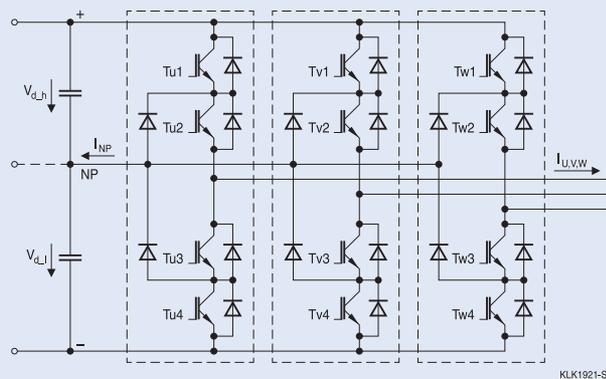 +
Tu1
Tv1
Tw1
V_d_h
Tu2
Tv2
Tw2
I_NP
NP
I_U,V,W
V_d_l
Tu3
Tv3
Tw3
Tu4
Tv4
Tw4
−
KLK1921-S